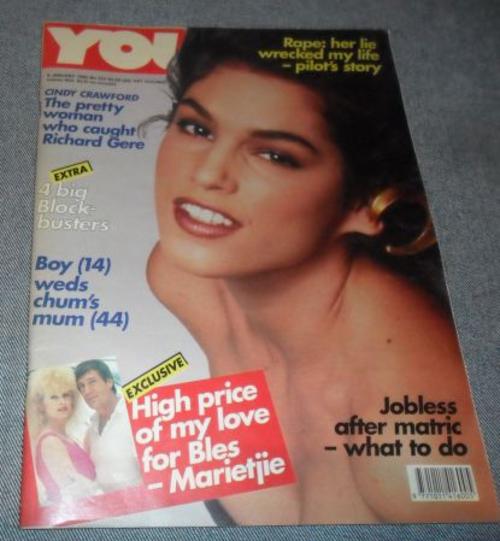 YOU
Rape: her lie
wrecked my life
– pilot's story
CINDY CRAWFORD
The pretty
woman
who caught
Richard Gere
EXTRA
4 big
Block-
busters
Boy (14)
weds
chum's
mum (44)
EXCLUSIVE
High price
of my love
for Bles
– Marietjie
Jobless
after matric
– what to do